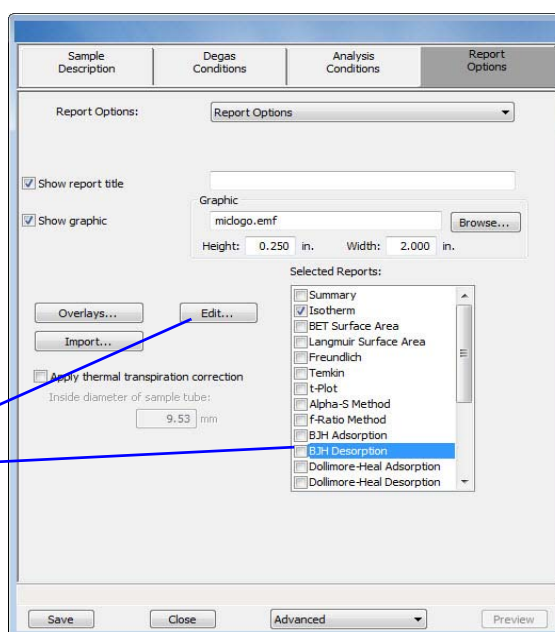 Sample Description
Degas Conditions
Analysis Conditions
Report Options
Report Options:
Report Options
Show report title
Graphic
Show graphic
miclogo.emf
Browse...
Height: 0.250 in. Width: 2.000 in.
Selected Reports:
Overlays...
Edit...
Import...
Apply thermal transpiration correction
Inside diameter of sample tube:
9.53 mm
Summary
Isotherm
BET Surface Area
Langmuir Surface Area
Freundlich
Temkin
t-Plot
Alpha-S Method
f-Ratio Method
BJH Adsorption
BJH Desorption
Dollimore-Heal Adsorption
Dollimore-Heal Desorption
Save
Close
Advanced
Preview